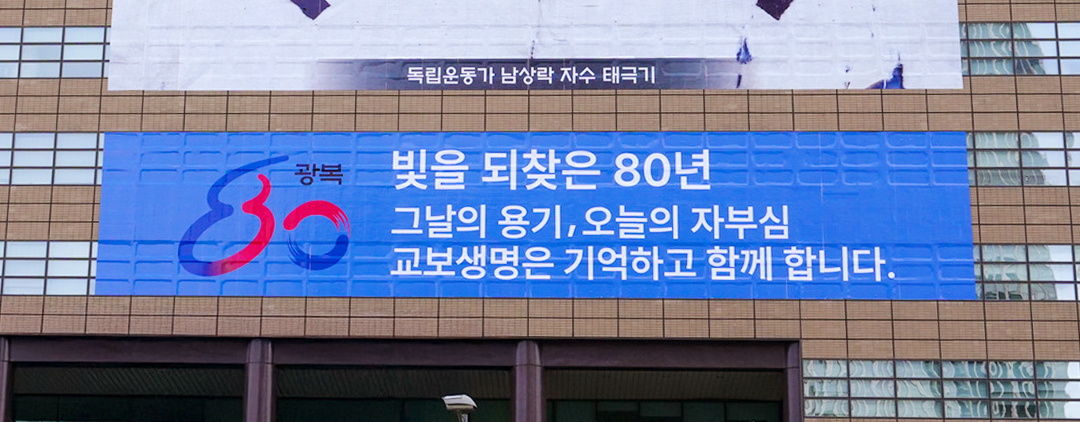 독립운동가 남상락 자수 태극기
80 광복
빛을 되찾은 80년
그날의 용기, 오늘의 자부심
교보생명은 기억하고 함께 합니다.